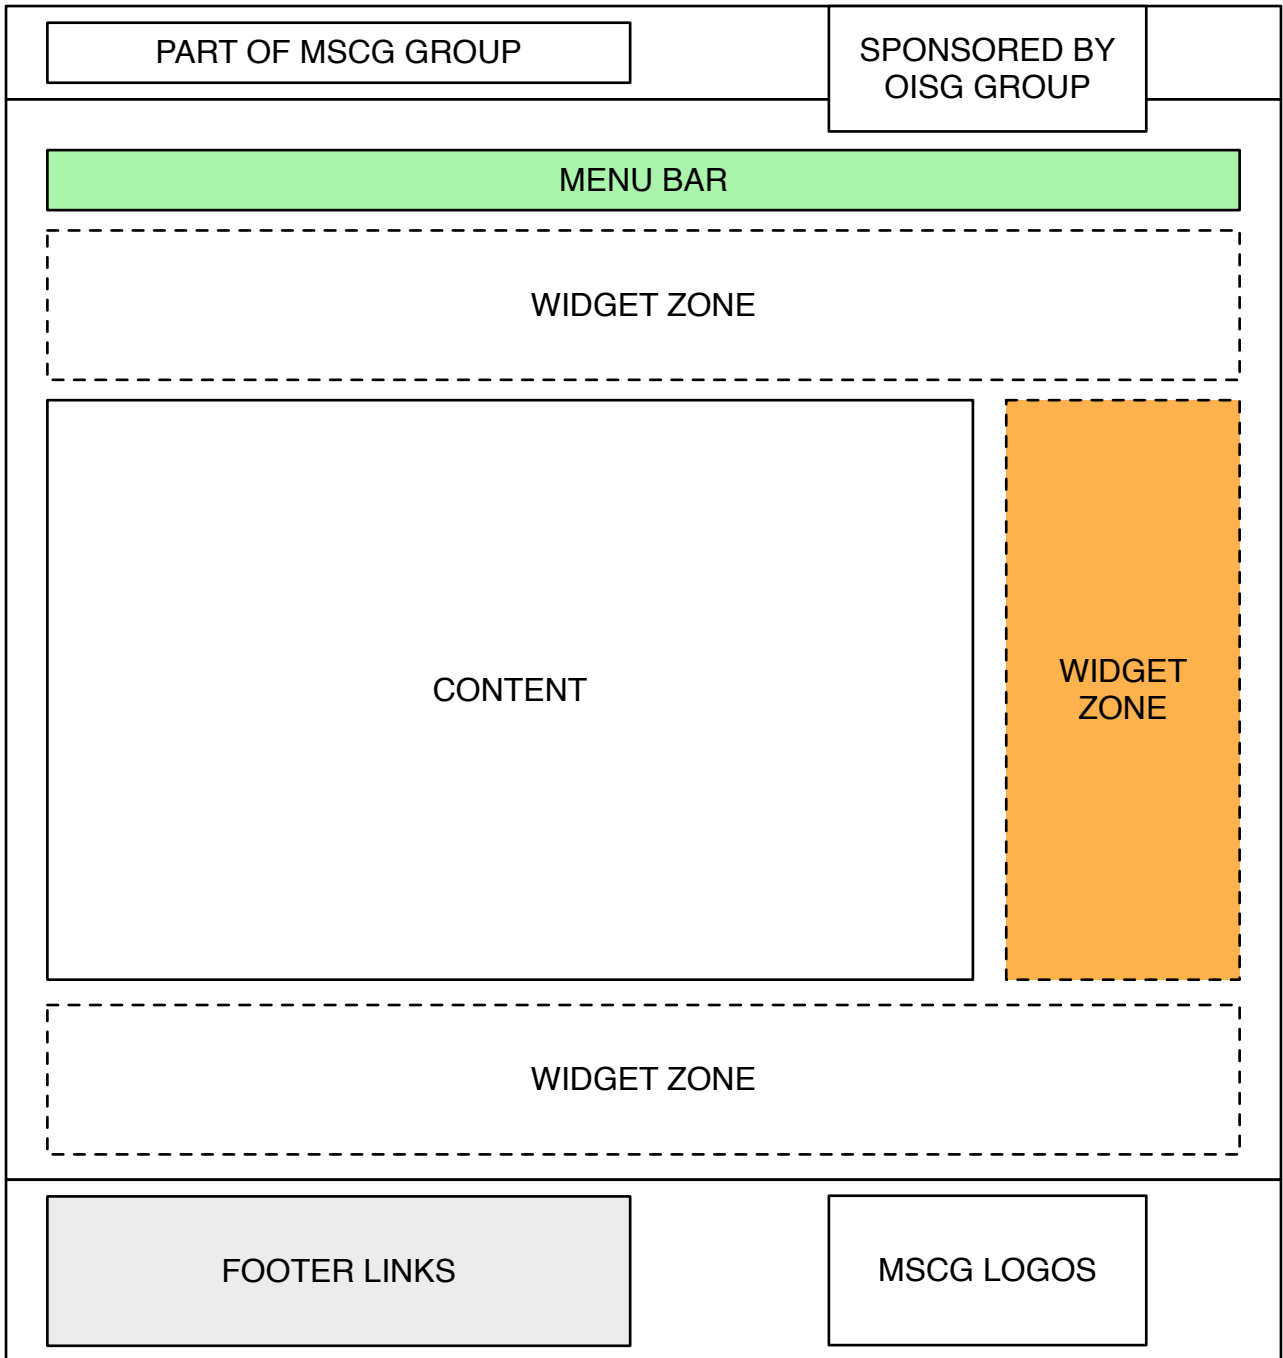 PART OF MSCG GROUP
SPONSORED BY
OISG GROUP
MENU BAR
WIDGET ZONE
CONTENT
WIDGET
ZONE
WIDGET ZONE
FOOTER LINKS
MSCG LOGOS